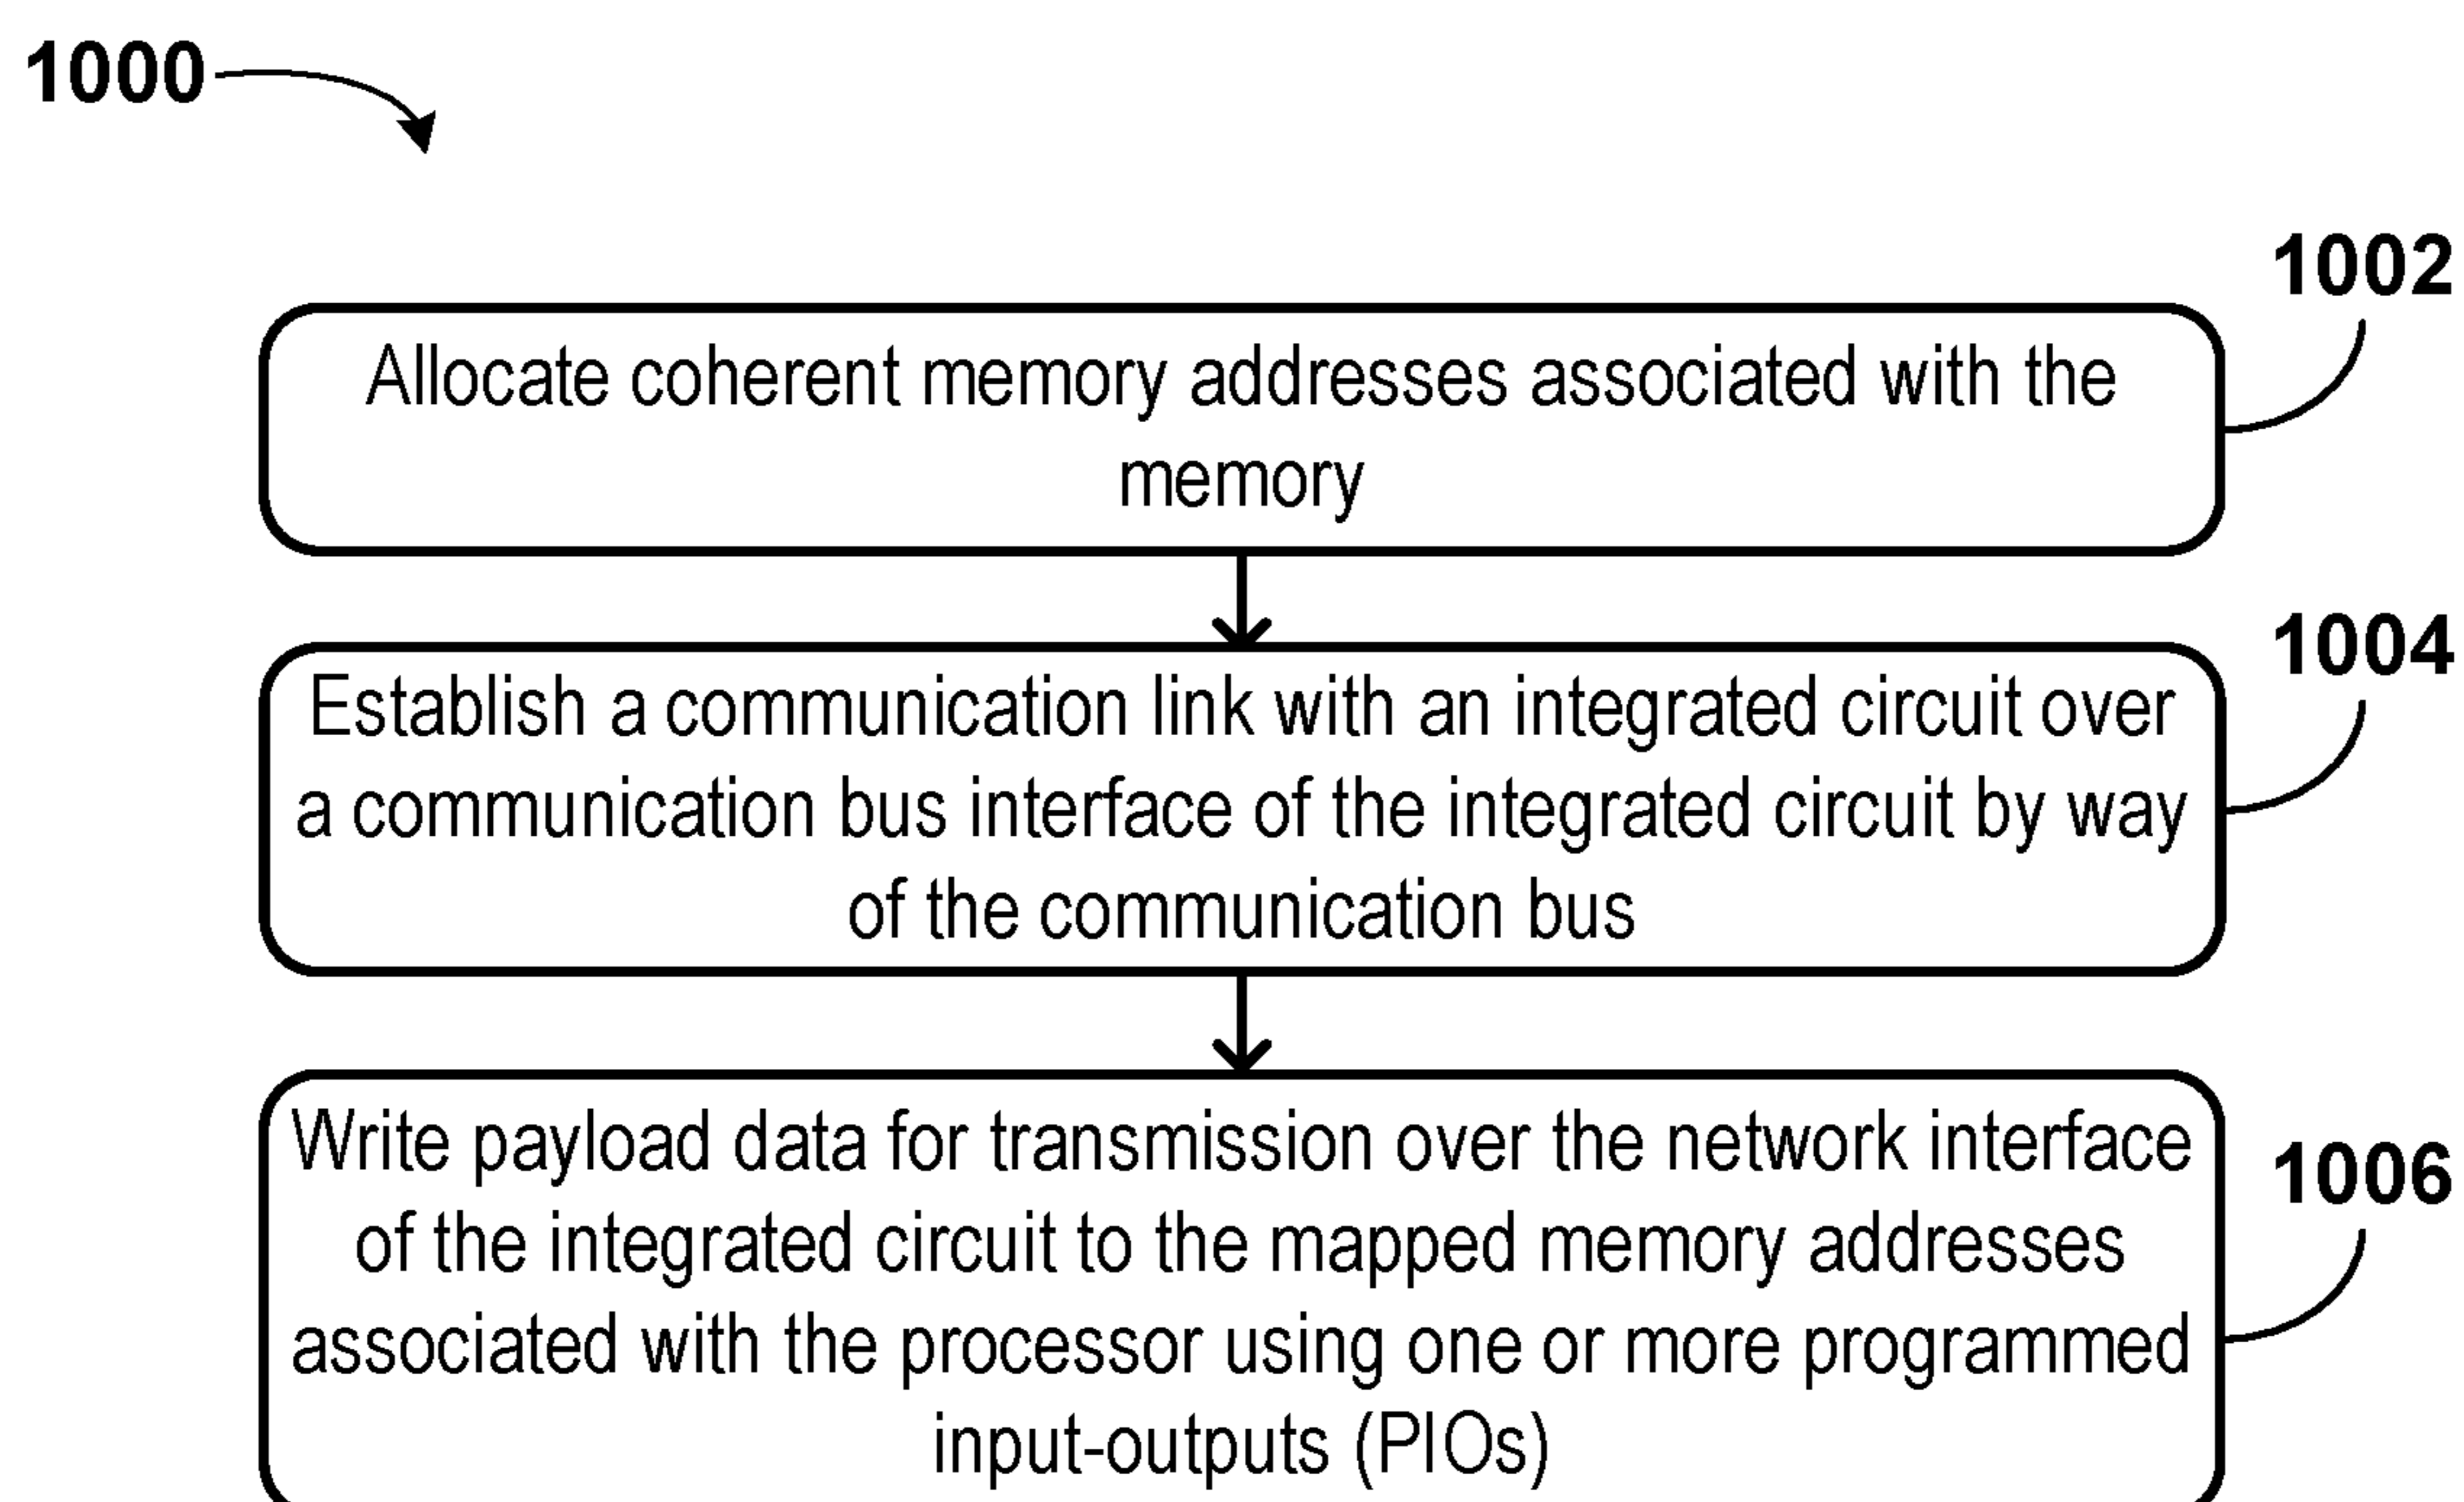 1000
1002
Allocate coherent memory addresses associated with the
memory
1004
Establish a communication link with an integrated circuit over
a communication bus interface of the integrated circuit by way
of the communication bus
Write payload data for transmission over the network interface
1006
of the integrated circuit to the mapped memory addresses
associated with the processor using one or more programmed
input-outputs (PIOs)